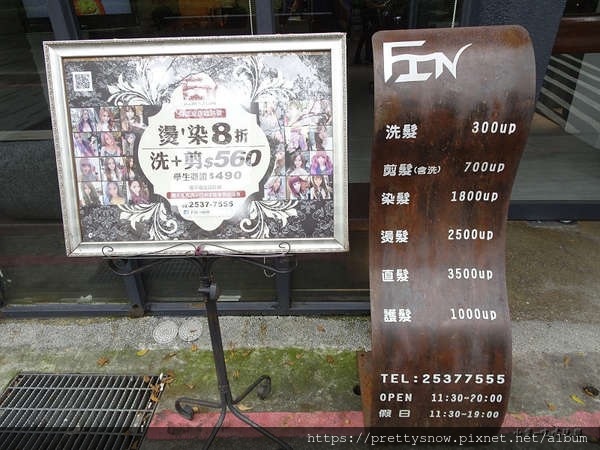 燙,染8折
洗+剪$560
學生邀請$490
2537-7555
FIN
洗髮 300up
剪髮(含洗) 700up
染髮 1800up
燙髮 2500up
直髮 3500up
護髮 1000up
TEL:25377555
OPEN 11:30-20:00
假日 11:30-19:00
https://prettysnow.pixnet.net/album